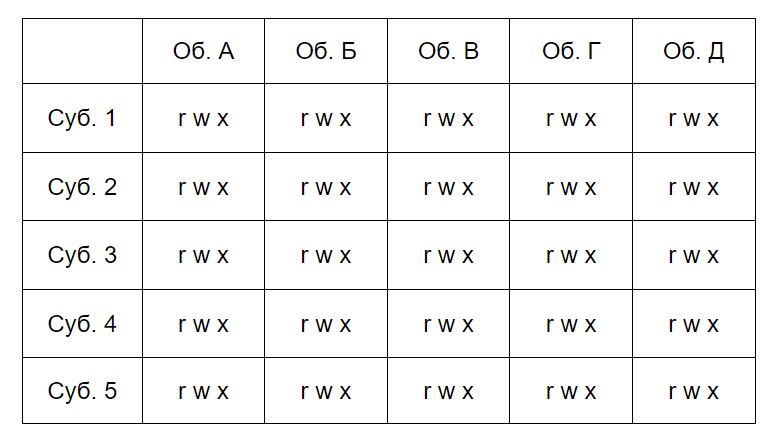 Об. А Об. Б Об. В Об. Г Об. Д
Суб. 1 r w x r w x r w x r w x r w x
Суб. 2 r w x r w x r w x r w x r w x
Суб. 3 r w x r w x r w x r w x r w x
Суб. 4 r w x r w x r w x r w x r w x
Суб. 5 r w x r w x r w x r w x r w x